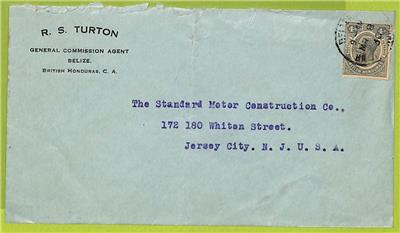 R. S. TURTON
GENERAL COMMISSION AGENT
BELIZE.
BRITISH HONDURAS, C. A.
The Standard Motor Construction Co.,
172 180 Whiton Street.
Jersey City. N. J. U. S. A.